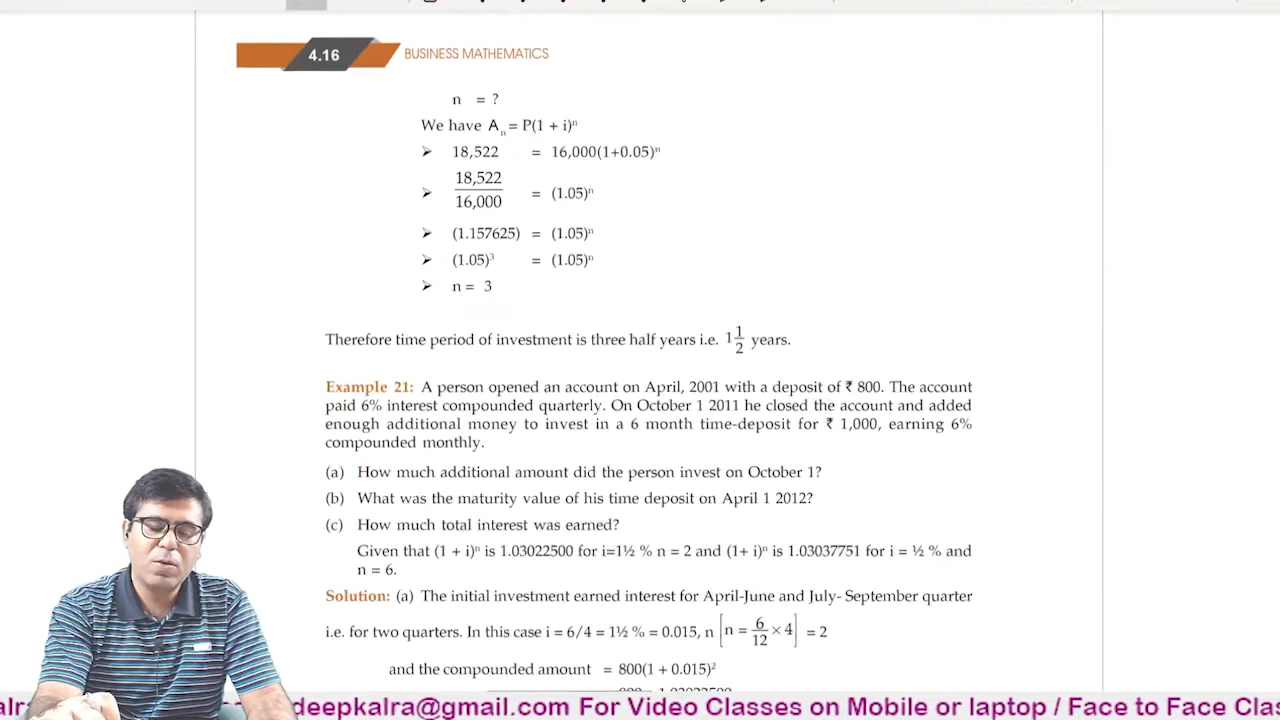 4.16 BUSINESS MATHEMATICS
n = ?
We have Aₙ = P(1 + i)ⁿ
➢ 18,522 = 16,000(1+0.05)ⁿ
➢ 18,522/16,000 = (1.05)ⁿ
➢ (1.157625) = (1.05)ⁿ
➢ (1.05)³ = (1.05)ⁿ
➢ n = 3
Therefore time period of investment is three half years i.e. 1 1/2 years.
Example 21: A person opened an account on April, 2001 with a deposit of ₹ 800. The account
paid 6% interest compounded quarterly. On October 1 2011 he closed the account and added
enough additional money to invest in a 6 month time-deposit for ₹ 1,000, earning 6%
compounded monthly.
(a) How much additional amount did the person invest on October 1?
(b) What was the maturity value of his time deposit on April 1 2012?
(c) How much total interest was earned?
Given that (1 + i)ⁿ is 1.03022500 for i=1½ % n = 2 and (1+ i)ⁿ is 1.03037751 for i = ½ % and
n = 6.
Solution: (a) The initial investment earned interest for April-June and July- September quarter
i.e. for two quarters. In this case i = 6/4 = 1½ % = 0.015, n [n = 6/12 × 4] = 2
and the compounded amount = 800(1 + 0.015)²
deepkalra@gmail.com For Video Classes on Mobile or laptop / Face to Face Clas